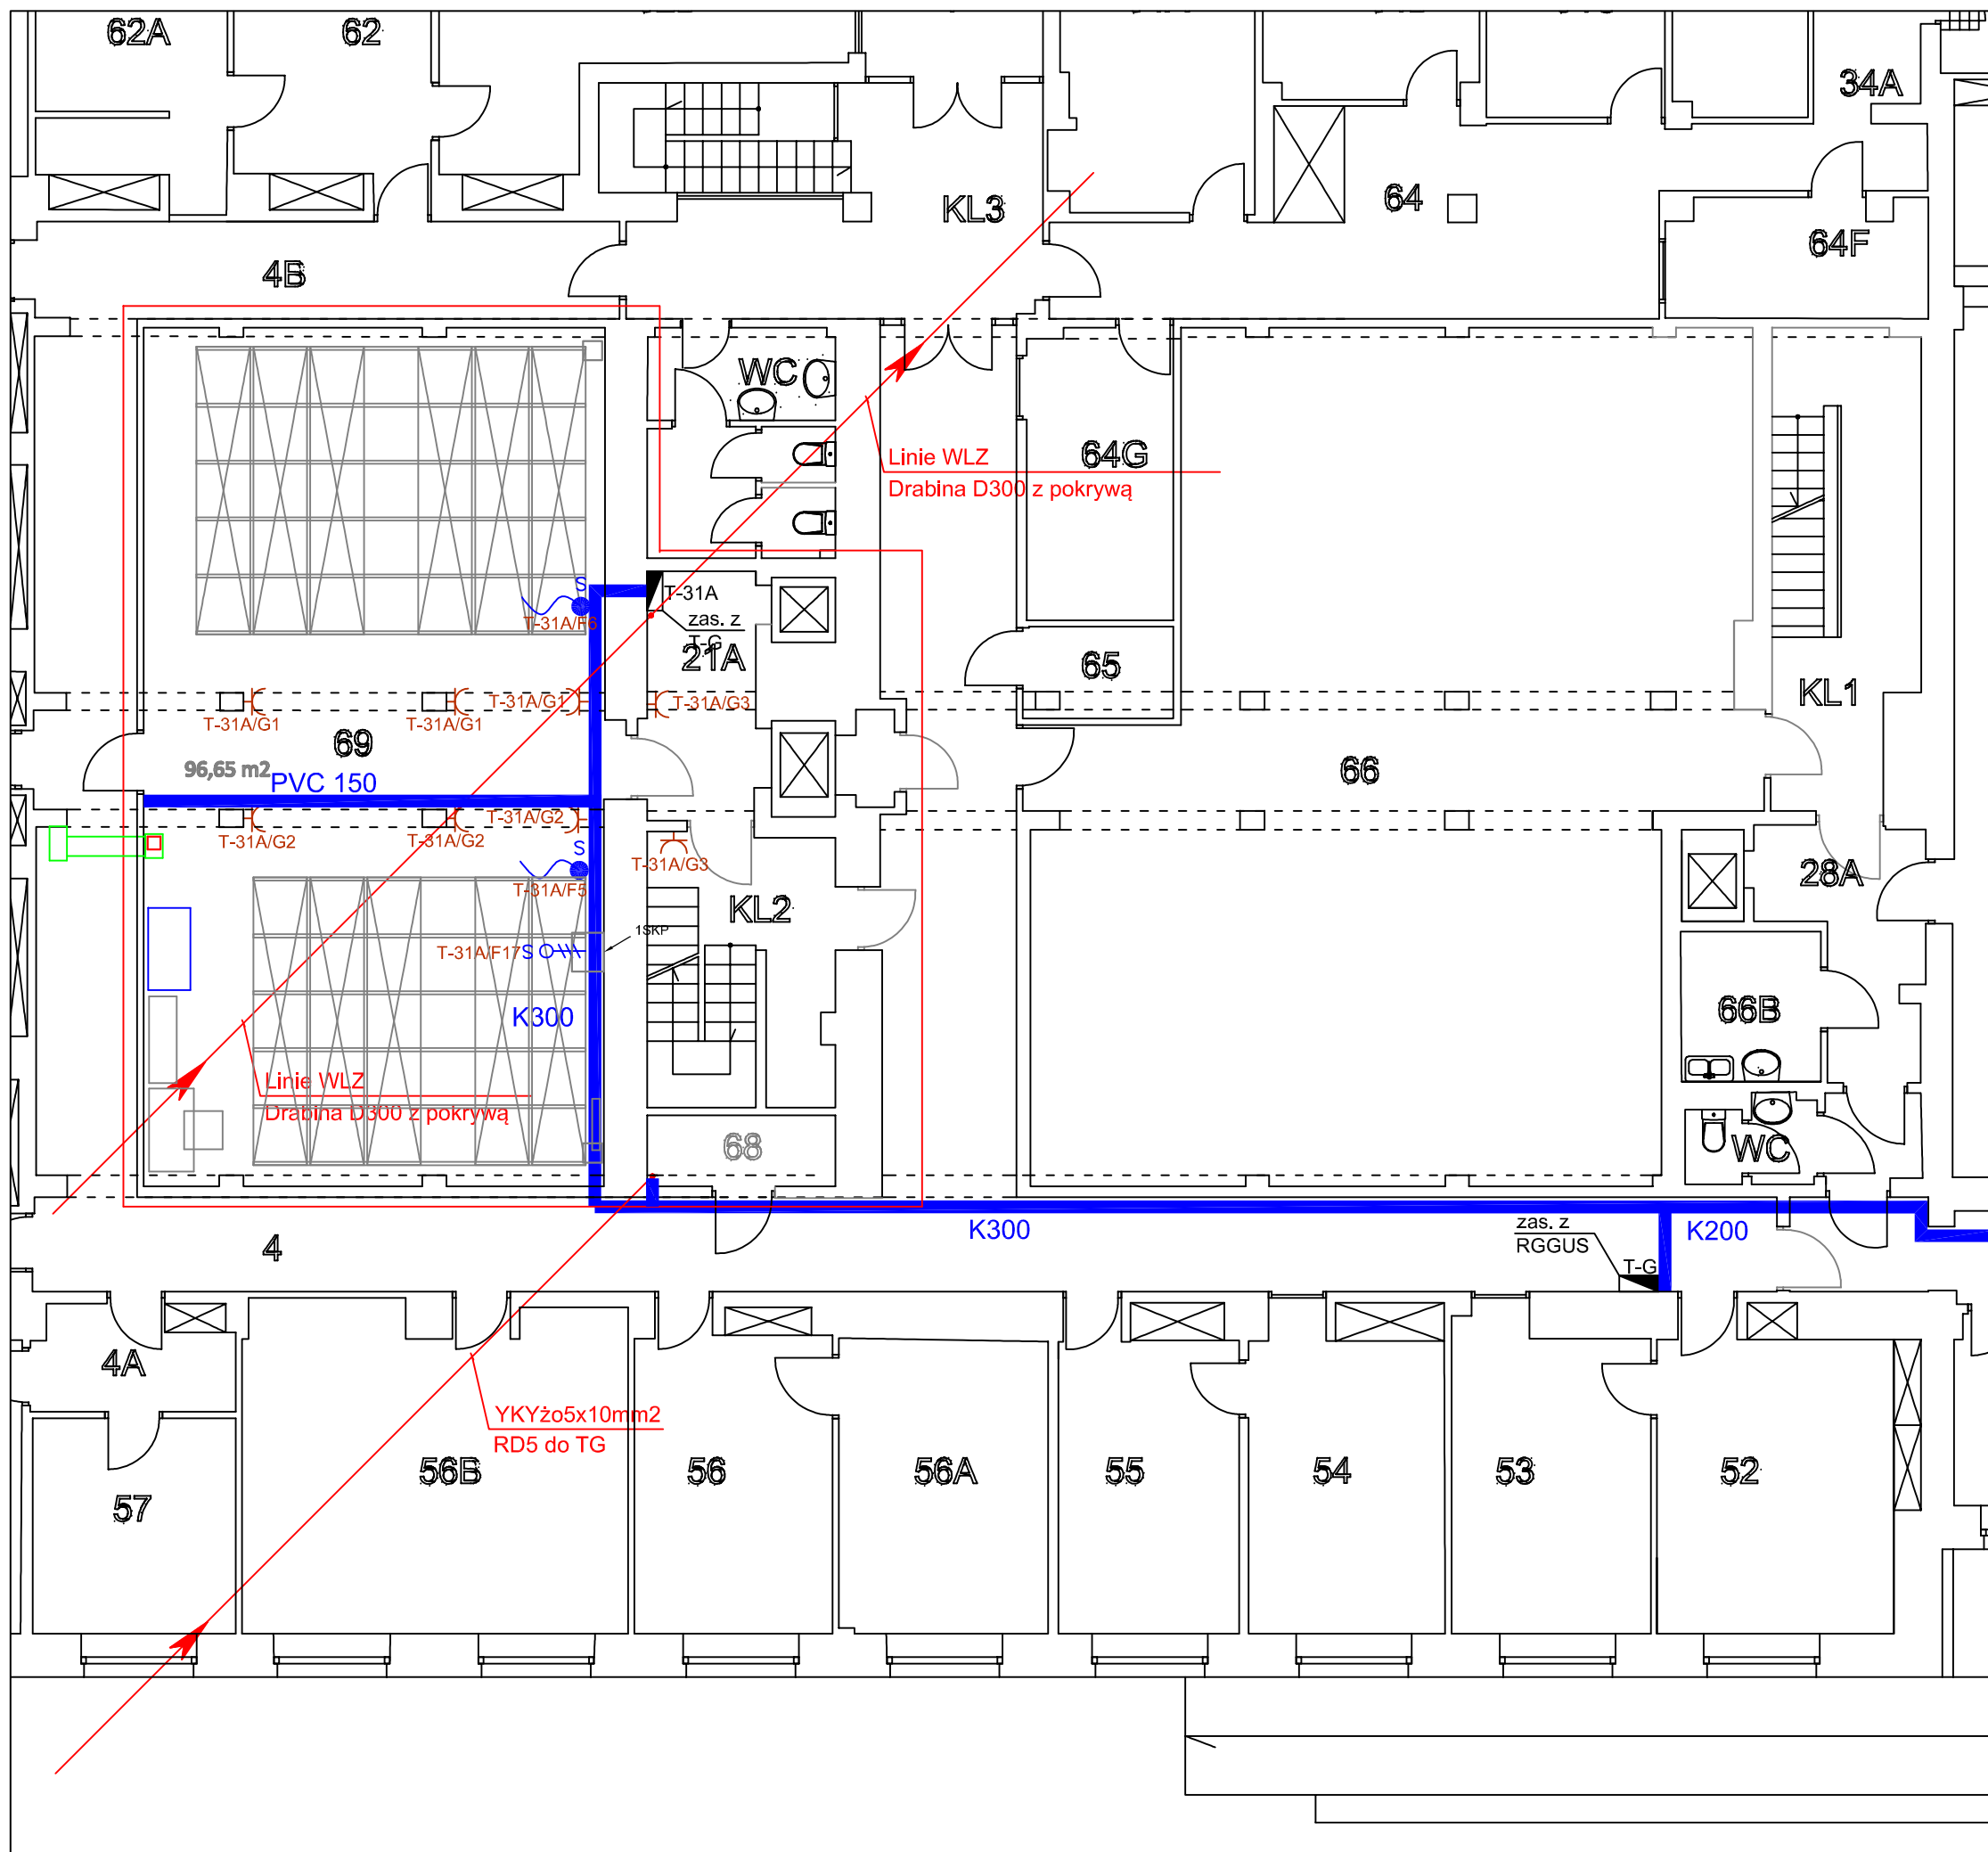 62A
62
34A
KL3
64
64F
4B
WC
64G
Linie WLZ
Drabina D300 z pokrywą
S
T-31A
T-31A/F6
zas. z
T-G
21A
65
T-31A/G1
T-31A/G3
T-31A/G1
T-31A/G1
KL1
69
66
96,65 m2
PVC 150
T-31A/G2
T-31A/G2
T-31A/G2
S
T-31A/G3
T-31A/F5
28A
KL2
1SKP
T-31A/F17
S
K300
66B
Linie WLZ
Drabina D300 z pokrywą
68
WC
K300
zas. z
RGGUS
K200
4
T-G
4A
YKYżo5x10mm2
RD5 do TG
57
56B
56
56A
55
54
53
52